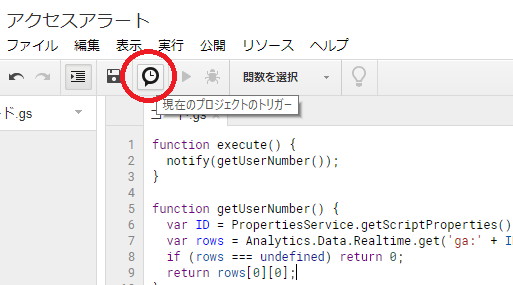 アクセスアラート
ファイル 編集 表示 実行 公開 リソース ヘルプ
関数を選択
現在のプロジェクトのトリガー
ド.gs
.gs
1 function execute() {
2 notify(getUserNumber());
3 }
4
5 function getUserNumber() {
6 var ID = PropertiesService.getScriptProperties()
7 var rows = Analytics.Data.Realtime.get('ga:' + I
8 if (rows === undefined) return 0;
9 return rows[0][0];